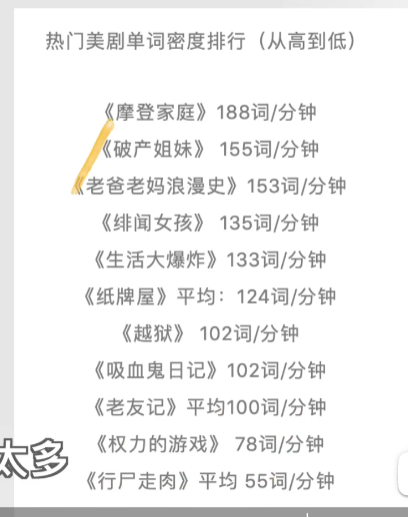 热门美剧单词密度排行（从高到低）
《摩登家庭》188词/分钟
《破产姐妹》 155词/分钟
《老爸老妈浪漫史》153词/分钟
《绯闻女孩》 135词/分钟
《生活大爆炸》133词/分钟
《纸牌屋》平均：124词/分钟
《越狱》 102词/分钟
《吸血鬼日记》102词/分钟
《老友记》平均100词/分钟
《权力的游戏》 78词/分钟
太多
《行尸走肉》平均 55词/分钟